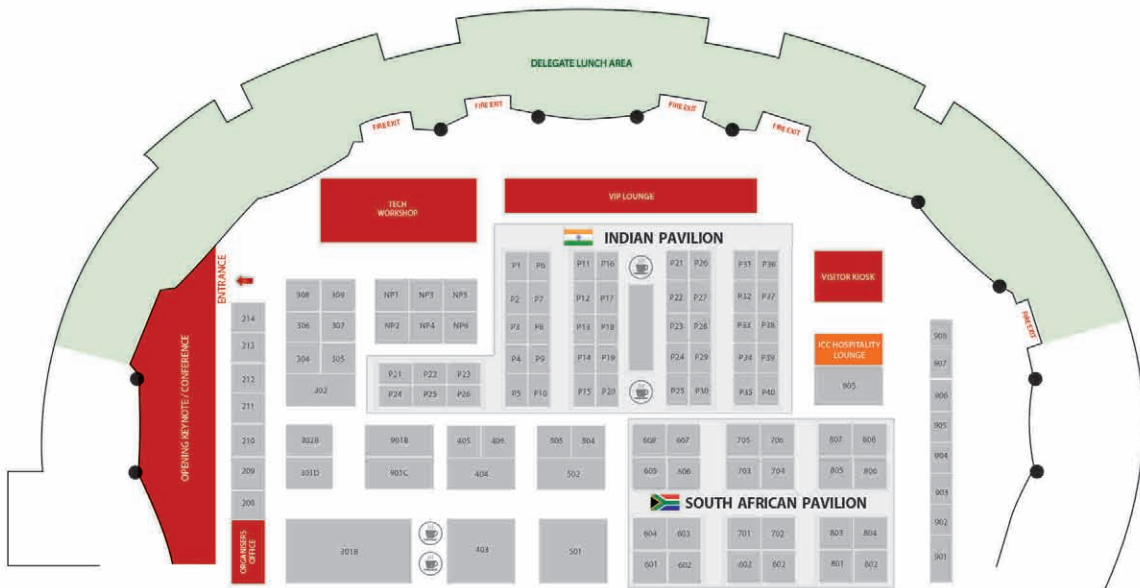 DELEGATE LUNCH AREA
FIRE EXIT
FIRE EXIT
FIRE EXIT
FIRE EXIT
FIRE EXIT
TECH
WORKSHOP
VIP LOUNGE
INDIAN PAVILION
ENTRANCE
OPENING KEYNOTE / CONFERENCE
VISITOR KIOSK
ICC HOSPITALITY
LOUNGE
905
214
213
212
211
210
209
208
ORGANISERS
OFFICE
308 309
306 307
304 305
302
NP1 NP3 NP5
NP2 NP4 NP6
P21 P22 P23
P24 P25 P26
P1 P6
P2 P7
P3 P8
P4 P9
P5 P10
P11 P16
P12 P17
P13 P18
P14 P19
P15 P20
P21 P26
P22 P27
P23 P28
P24 P29
P25 P30
P31 P36
P32 P37
P33 P38
P34 P39
P35 P40
302B
301D
901B
901C
405 406
404
503 504
502
301B
403
501
608 607
605 606
705 706
703 704
807 808
805 806
SOUTH AFRICAN PAVILION
604 603
601 602
701 702
602 602
803 804
801 802
908
907
906
905
904
903
902
901